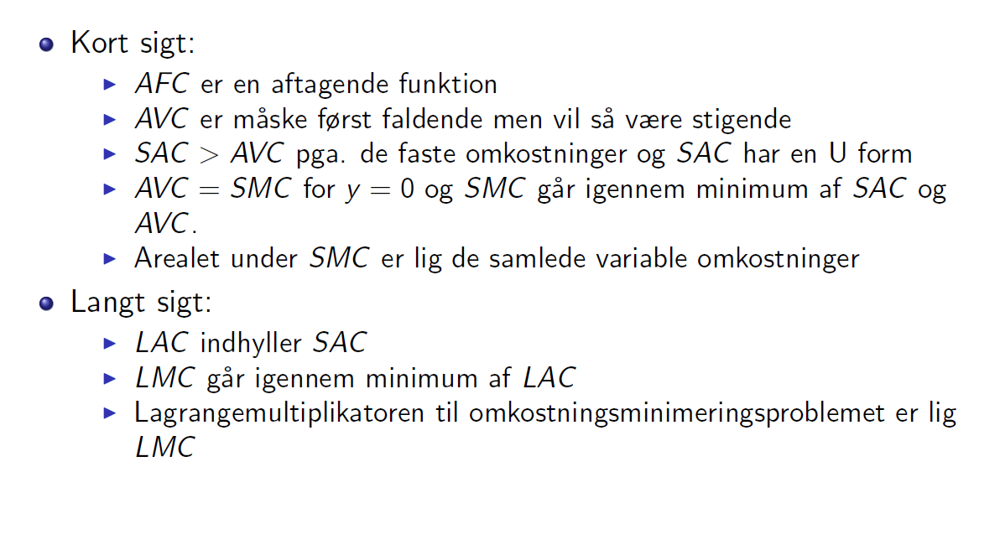 Kort sigt:
AFC er en aftagende funktion
AVC er måske først faldende men vil så være stigende
SAC > AVC pga. de faste omkostninger og SAC har en U form
AVC = SMC for y = 0 og SMC går igennem minimum af SAC og
AVC.
Arealet under SMC er lig de samlede variable omkostninger
Langt sigt:
LAC indhyller SAC
LMC går igennem minimum af LAC
Lagrangemultiplikatoren til omkostningsminimeringsproblemet er lig
LMC